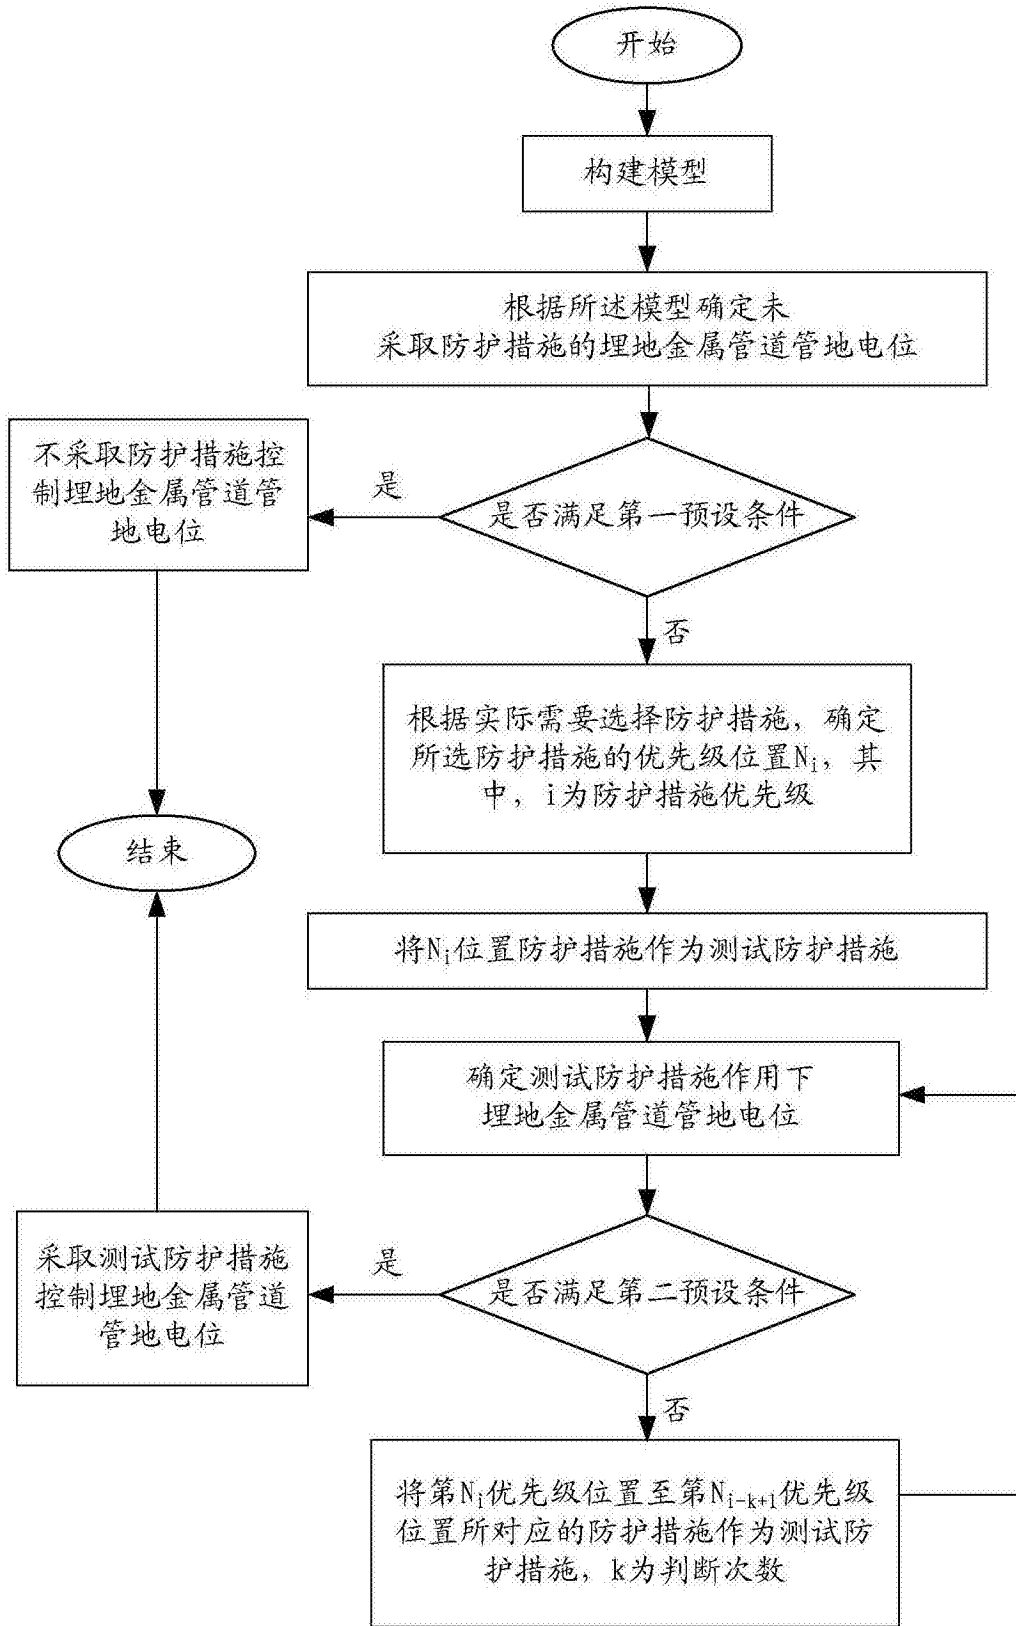 开始
构建模型
根据所述模型确定未
采取防护措施的埋地金属管道管地电位
不采取防护措施控
制埋地金属管道管
地电位
是
是否满足第一预设条件
否
根据实际需要选择防护措施，确定
所选防护措施的优先级位置Ni，其
中，i为防护措施优先级
结束
将Ni位置防护措施作为测试防护措施
确定测试防护措施作用下
埋地金属管道管地电位
采取测试防护措施
控制埋地金属管道
管地电位
是
是否满足第二预设条件
否
将第Ni优先级位置至第Ni-k+1优先级
位置所对应的防护措施作为测试防
护措施，k为判断次数